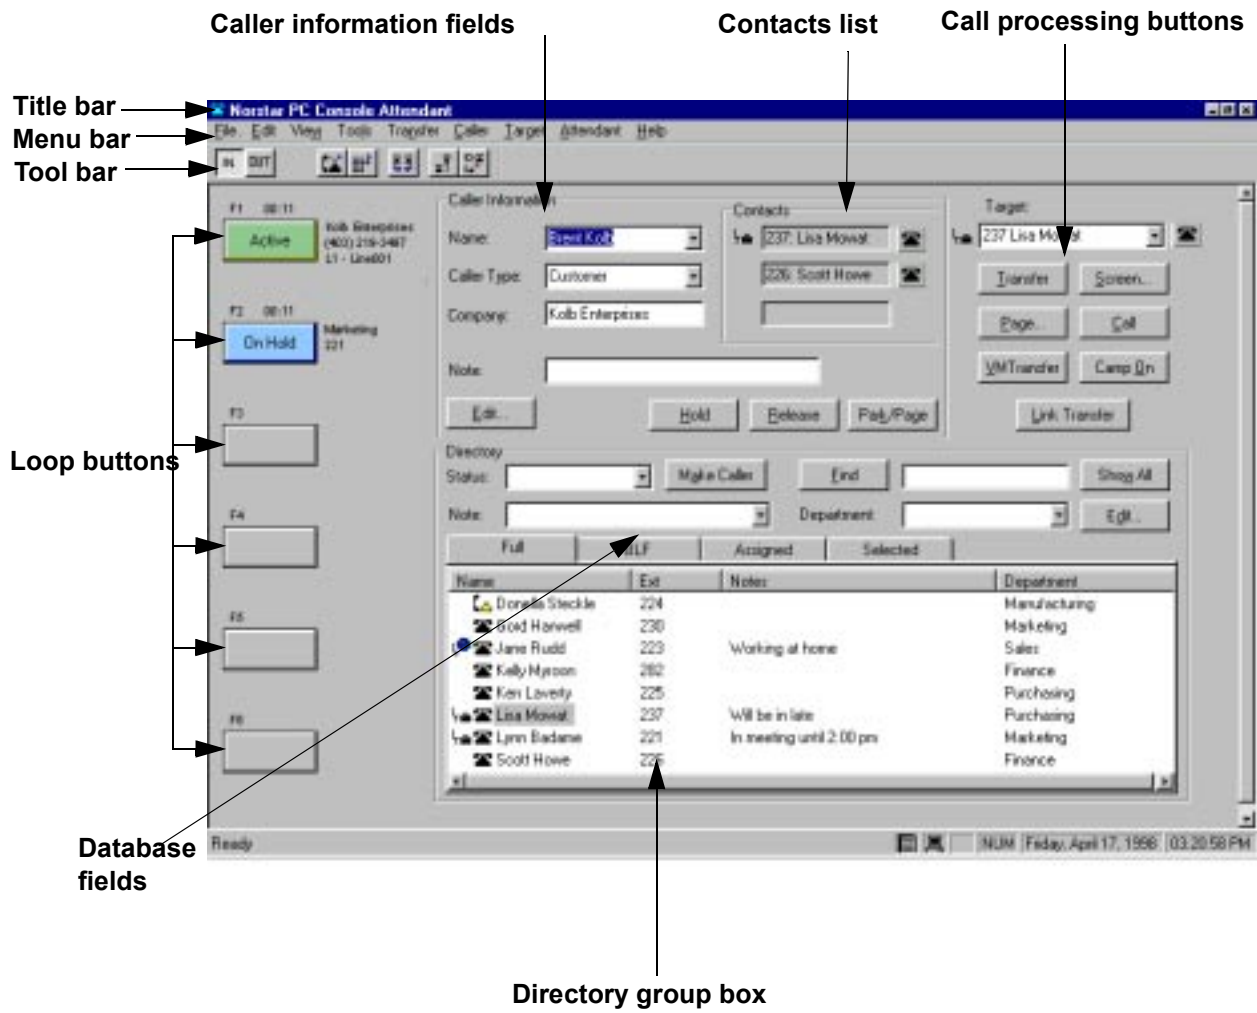 Caller information fields
Contacts list
Call processing buttons
Title bar
Menu bar
Tool bar
Norstar PC Console Attendant
File Edit View Tools Transfer Caller Target Attendant Help
IN OUT
F1 00:11
Active
Kolb Enterprises
(403) 216-3487
L1 - Line001
F2 00:11
On Hold
Marketing
221
F3
F4
F5
F6
Loop buttons
Caller Information
Name: Brent Kolb
Caller Type: Customer
Company: Kolb Enterprises
Note:
Edit... Hold Release Park/Page
Contacts
237: Lisa Mowat
226: Scott Howe
Target:
237 Lisa Mowat
Transfer Screen...
Page... Call
VMTransfer Camp On
Link Transfer
Directory
Status: Make Caller Find Show All
Note: Department: Edit...
Full BLF Assigned Selected
Name Ext Notes Department
Donella Steckle 224 Manufacturing
Gord Hanwell 230 Marketing
Jane Rudd 223 Working at home Sales
Kelly Myroon 282 Finance
Ken Laverty 225 Purchasing
Lisa Mowat 237 Will be in late Purchasing
Lynn Badame 221 In meeting until 2:00 pm Marketing
Scott Howe 226 Finance
Ready NUM Friday, April 17, 1998 03:20:58 PM
Database
fields
Directory group box